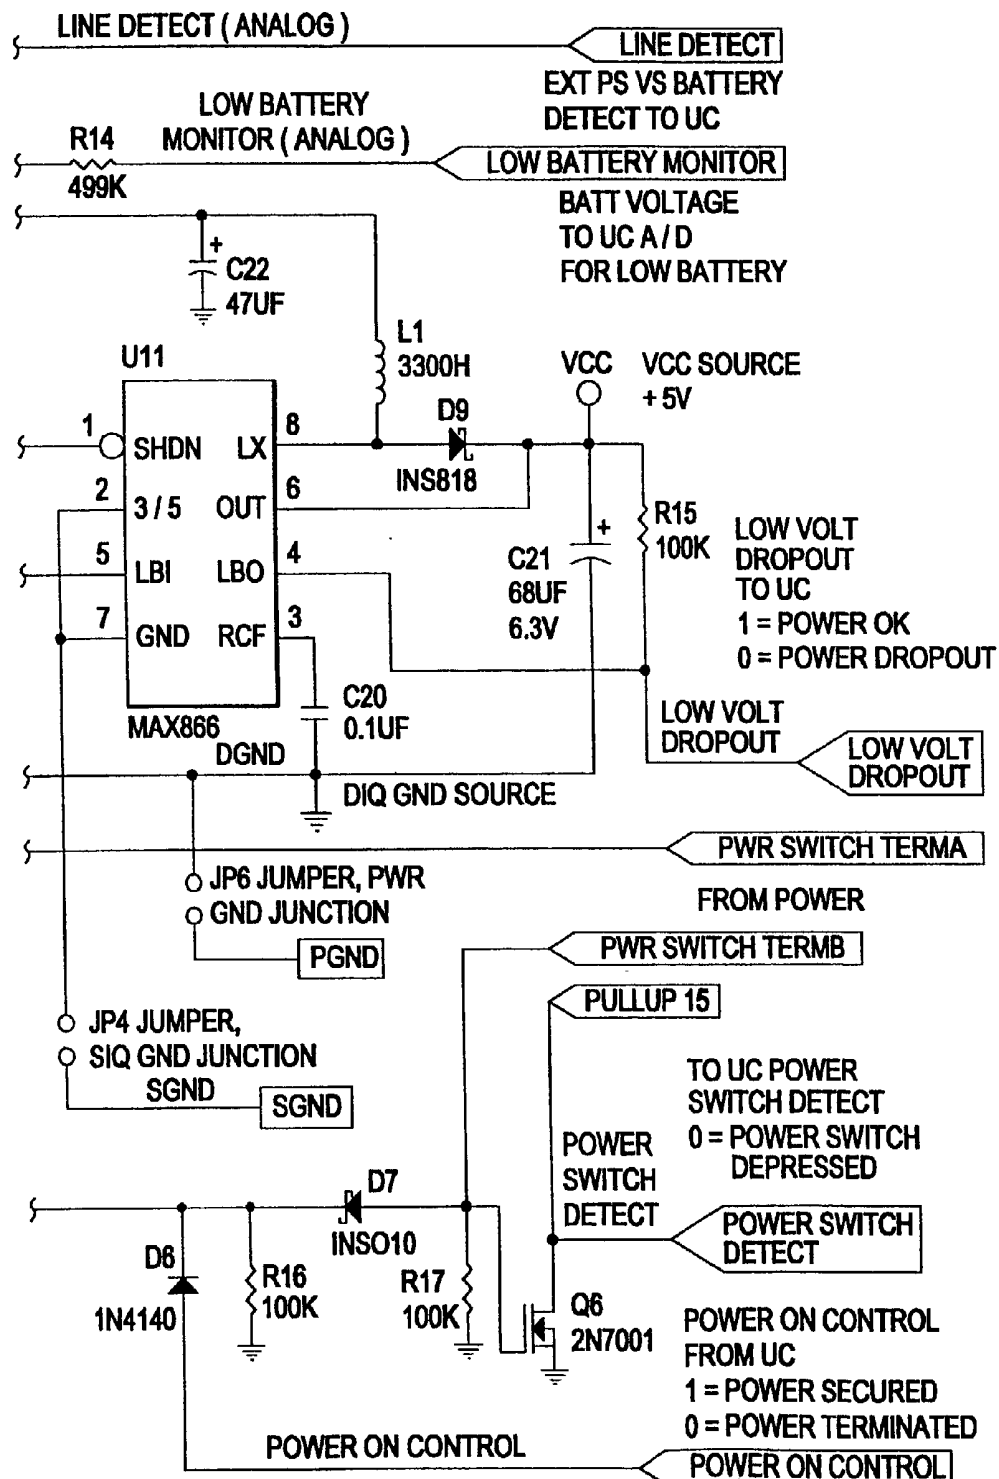 LINE DETECT ( ANALOG )
LINE DETECT
EXT PS VS BATTERY
DETECT TO UC
LOW BATTERY
MONITOR ( ANALOG )
R14
499K
LOW BATTERY MONITOR
BATT VOLTAGE
TO UC A / D
FOR LOW BATTERY
+
C22
47UF
L1
3300H
U11
VCC
VCC SOURCE
+ 5V
D9
INS818
1
SHDN
LX
8
2
3 / 5
OUT
6
5
LBI
LBO
4
7
GND
RCF
3
MAX866
+
C21
68UF
6.3V
R15
100K
LOW VOLT
DROPOUT
TO UC
1 = POWER OK
0 = POWER DROPOUT
C20
0.1UF
DGND
DIQ GND SOURCE
LOW VOLT
DROPOUT
LOW VOLT
DROPOUT
PWR SWITCH TERMA
JP6 JUMPER, PWR
GND JUNCTION
PGND
FROM POWER
PWR SWITCH TERMB
PULLUP 15
JP4 JUMPER,
SIQ GND JUNCTION
SGND
SGND
TO UC POWER
SWITCH DETECT
0 = POWER SWITCH
DEPRESSED
POWER
SWITCH
DETECT
POWER SWITCH
DETECT
D7
INSO10
D6
1N4140
R16
100K
R17
100K
Q6
2N7001
POWER ON CONTROL
FROM UC
1 = POWER SECURED
0 = POWER TERMINATED
POWER ON CONTROL
POWER ON CONTROL